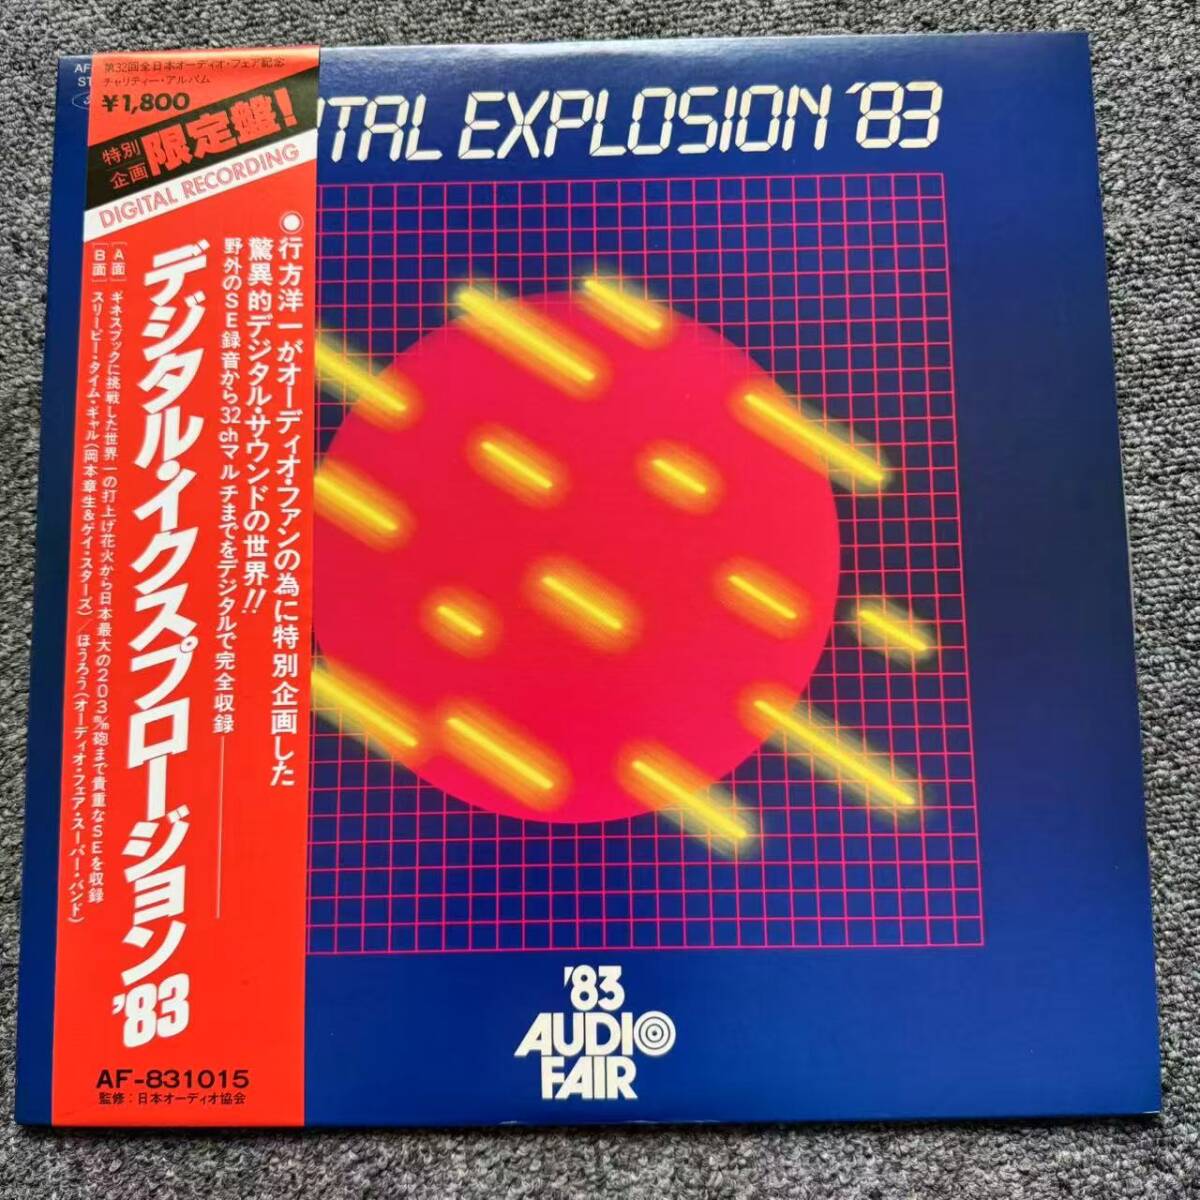 第32回全日本オーディオ・フェア記念
チャリティー・アルバム
¥1,800
特別
企画
限定盤!
DIGITAL RECORDING
●行方洋一がオーディオ・ファンの為に特別企画した
驚異的デジタル・サウンドの世界!!
野外のSE録音から32chマルチまでをデジタルで完全収録
デジタル・イクスプロージョン'83
[A面] ギネスブックに挑戦した世界一の打上げ花火から日本最大の203m/m砲まで貴重なSEを収録
[B面] スリーピー・タイム・ギャル(岡本章生&ゲイ・スターズ)/ほうろう(オーディオ・フェア・スーパー・バンド)
AF-831015
監修:日本オーディオ協会
AF
ST
ITAL EXPLOSION '83
'83
AUDIO
FAIR